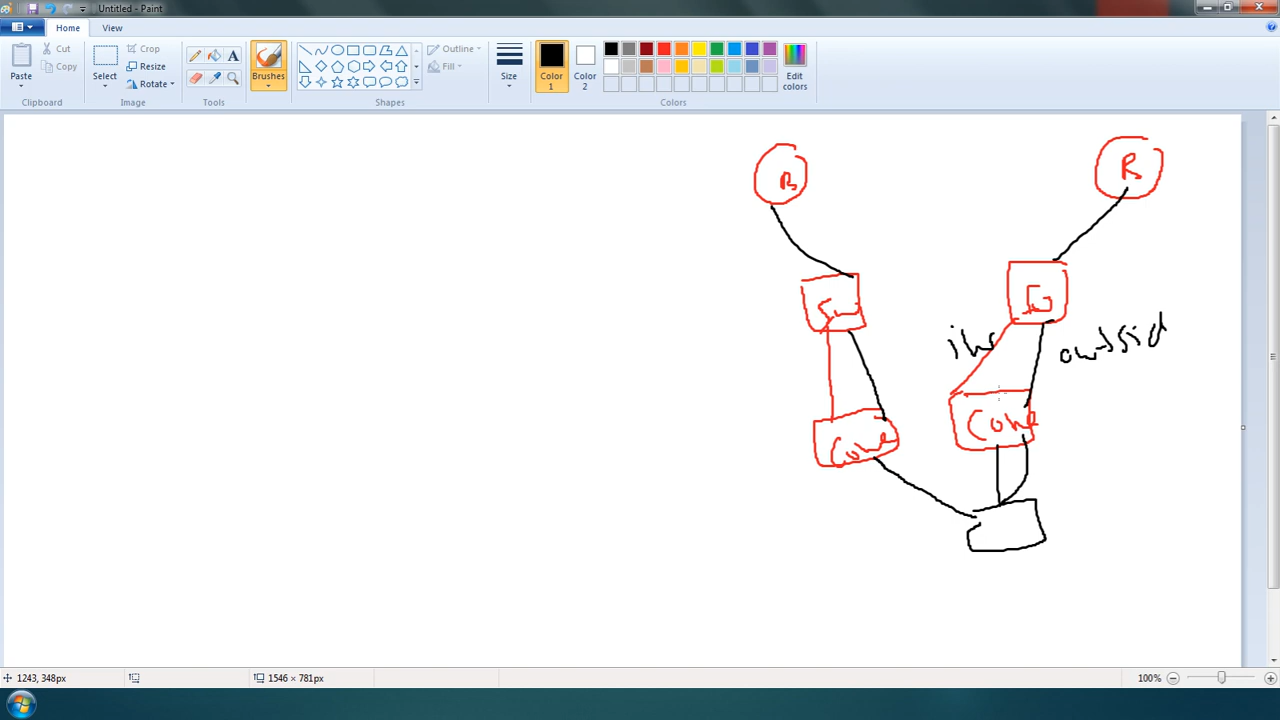 Untitled - Paint
Home
View
Paste
Cut
Copy
Clipboard
Select
Crop
Resize
Rotate
Image
Tools
Brushes
Shapes
Outline
Fill
Size
Color 1
Color 2
Edit colors
Colors
R
R
Core
Core
1243, 348px
1546 × 781px
100%